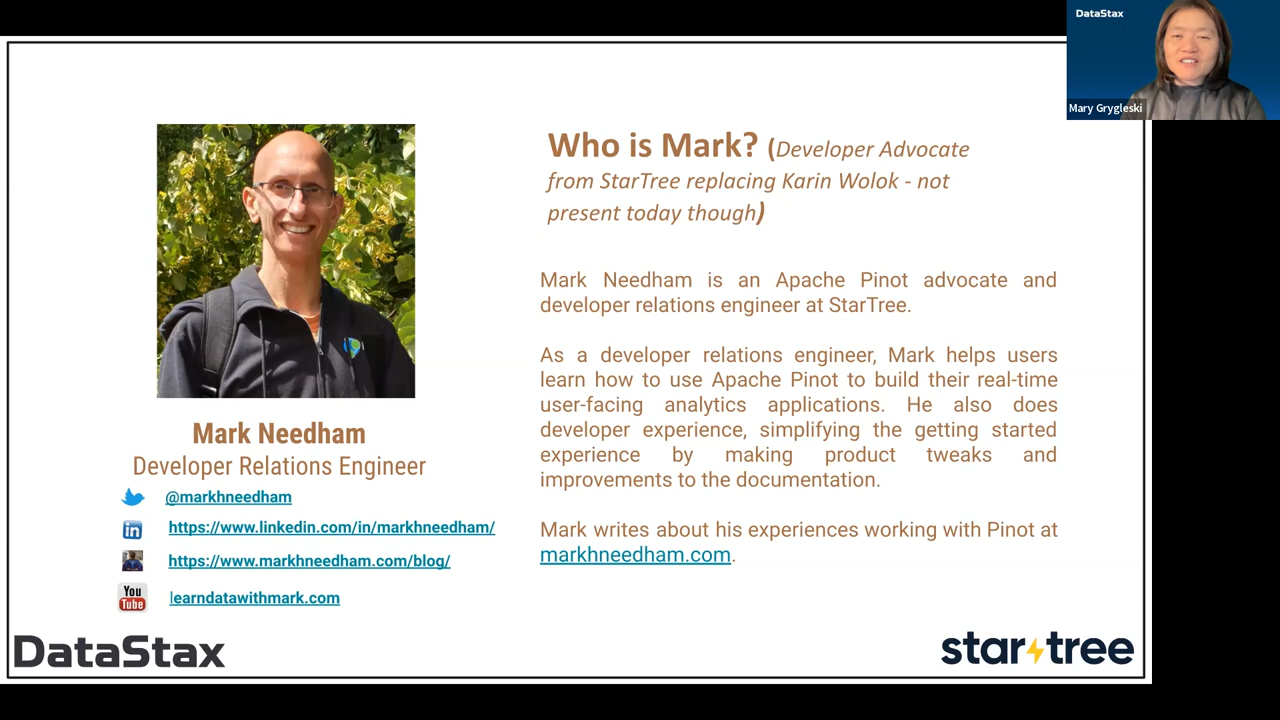 DataStax
Mary Grygleski
Who is Mark? (Developer Advocate
from StarTree replacing Karin Wolok - not
present today though)
Mark Needham is an Apache Pinot advocate and
developer relations engineer at StarTree.
As a developer relations engineer, Mark helps users
learn how to use Apache Pinot to build their real-time
user-facing analytics applications. He also does
developer experience, simplifying the getting started
experience by making product tweaks and
improvements to the documentation.
Mark writes about his experiences working with Pinot at
markhneedham.com.
Mark Needham
Developer Relations Engineer
@markhneedham
in https://www.linkedin.com/in/markhneedham/
https://www.markhneedham.com/blog/
You
Tube
learndatawithmark.com
DataStax
startree